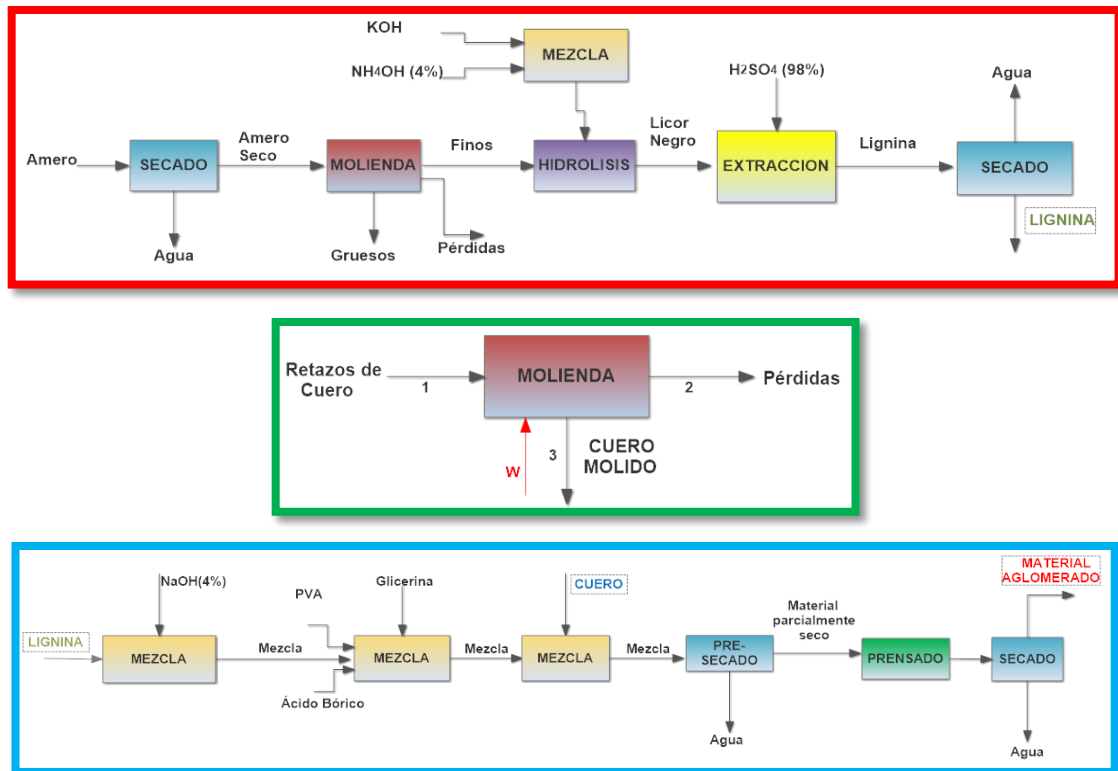 KOH
NH4OH (4%)
MEZCLA
H2SO4 (98%)
Agua
Amero
SECADO
Amero
Seco
MOLIENDA
Finos
HIDROLISIS
Licor
Negro
EXTRACCION
Lignina
SECADO
LIGNINA
Agua
Gruesos
Pérdidas
Retazos de
Cuero
1
MOLIENDA
2
Pérdidas
W
3
CUERO
MOLIDO
NaOH(4%)
PVA
Glicerina
CUERO
MATERIAL
AGLOMERADO
LIGNINA
MEZCLA
Mezcla
MEZCLA
Mezcla
MEZCLA
Mezcla
PRE-
SECADO
Material
parcialmente
seco
PRENSADO
SECADO
Ácido Bórico
Agua
Agua